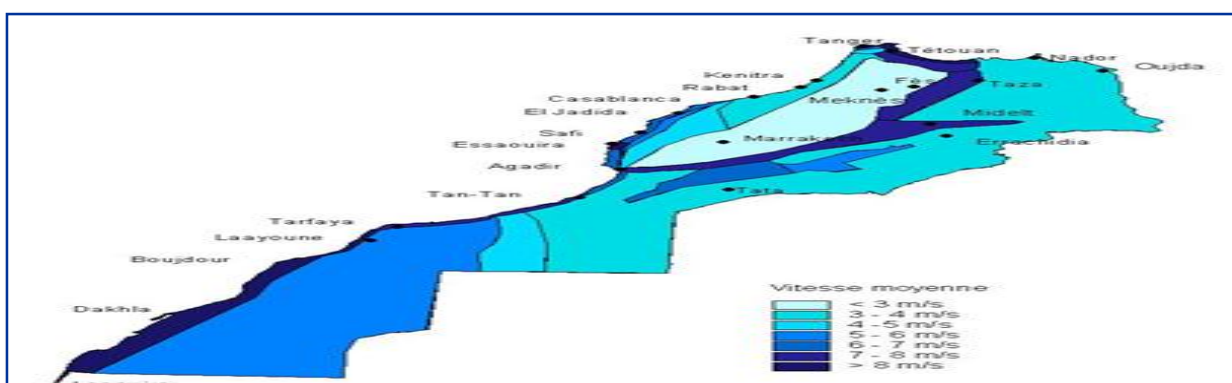 Tanger
Tétouan
Nador
Oujda
Kenitra
Rabat
Fès
Taza
Casablanca
Meknès
El Jadida
Midelt
Safi
Marrakech
Essaouira
Errachidia
Agadir
Tan-Tan
Tata
Tarfaya
Laayoune
Boujdour
Dakhla
Vitesse moyenne
< 3 m/s
3 - 4 m/s
4 - 5 m/s
5 - 6 m/s
6 - 7 m/s
7 - 8 m/s
> 8 m/s